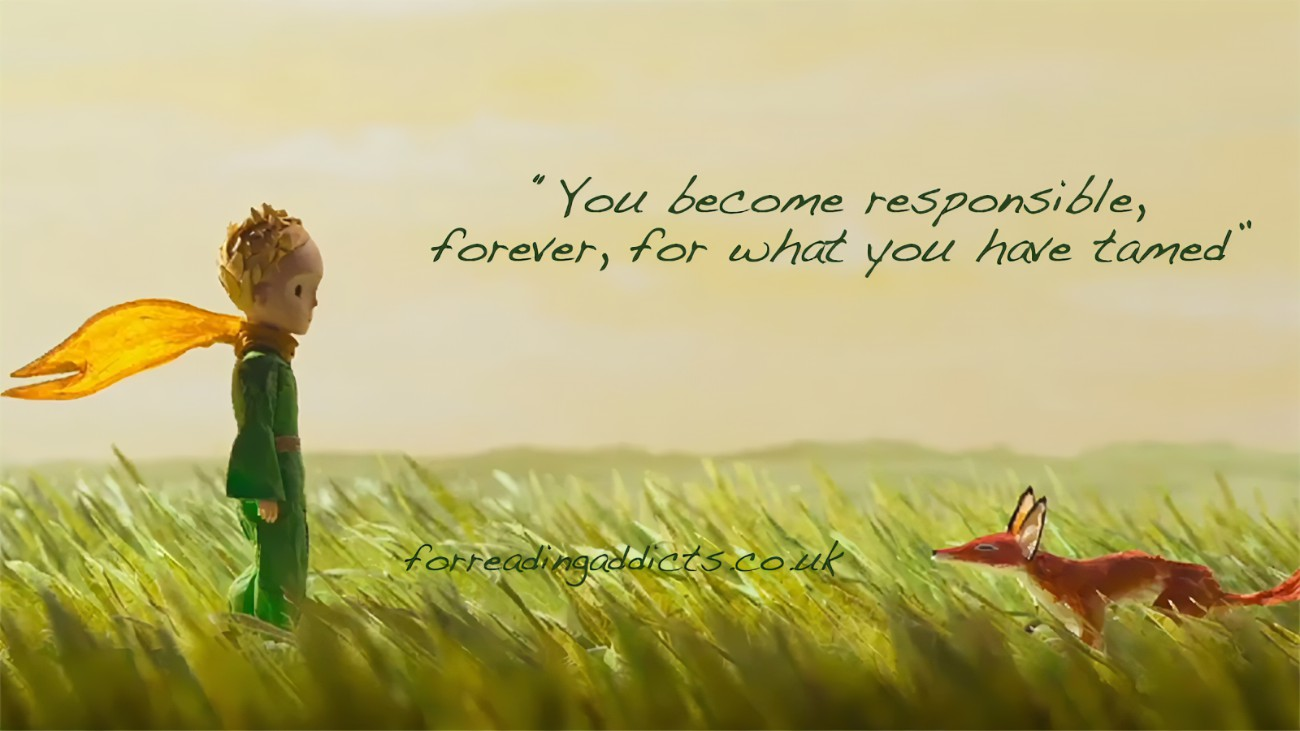 "You become responsible,
forever, for what you have tamed"
forreadingaddicts.co.uk